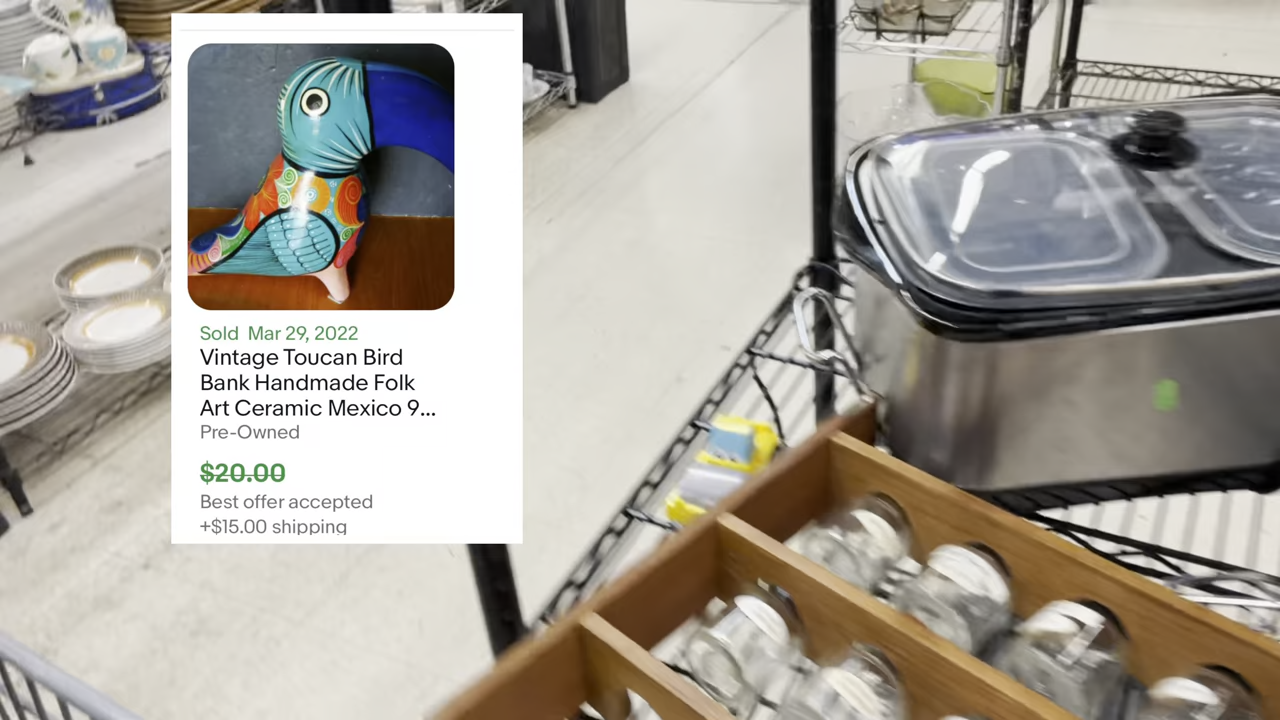 Sold Mar 29, 2022
Vintage Toucan Bird
Bank Handmade Folk
Art Ceramic Mexico 9...
Pre-Owned
$20.00
Best offer accepted
+$15.00 shipping